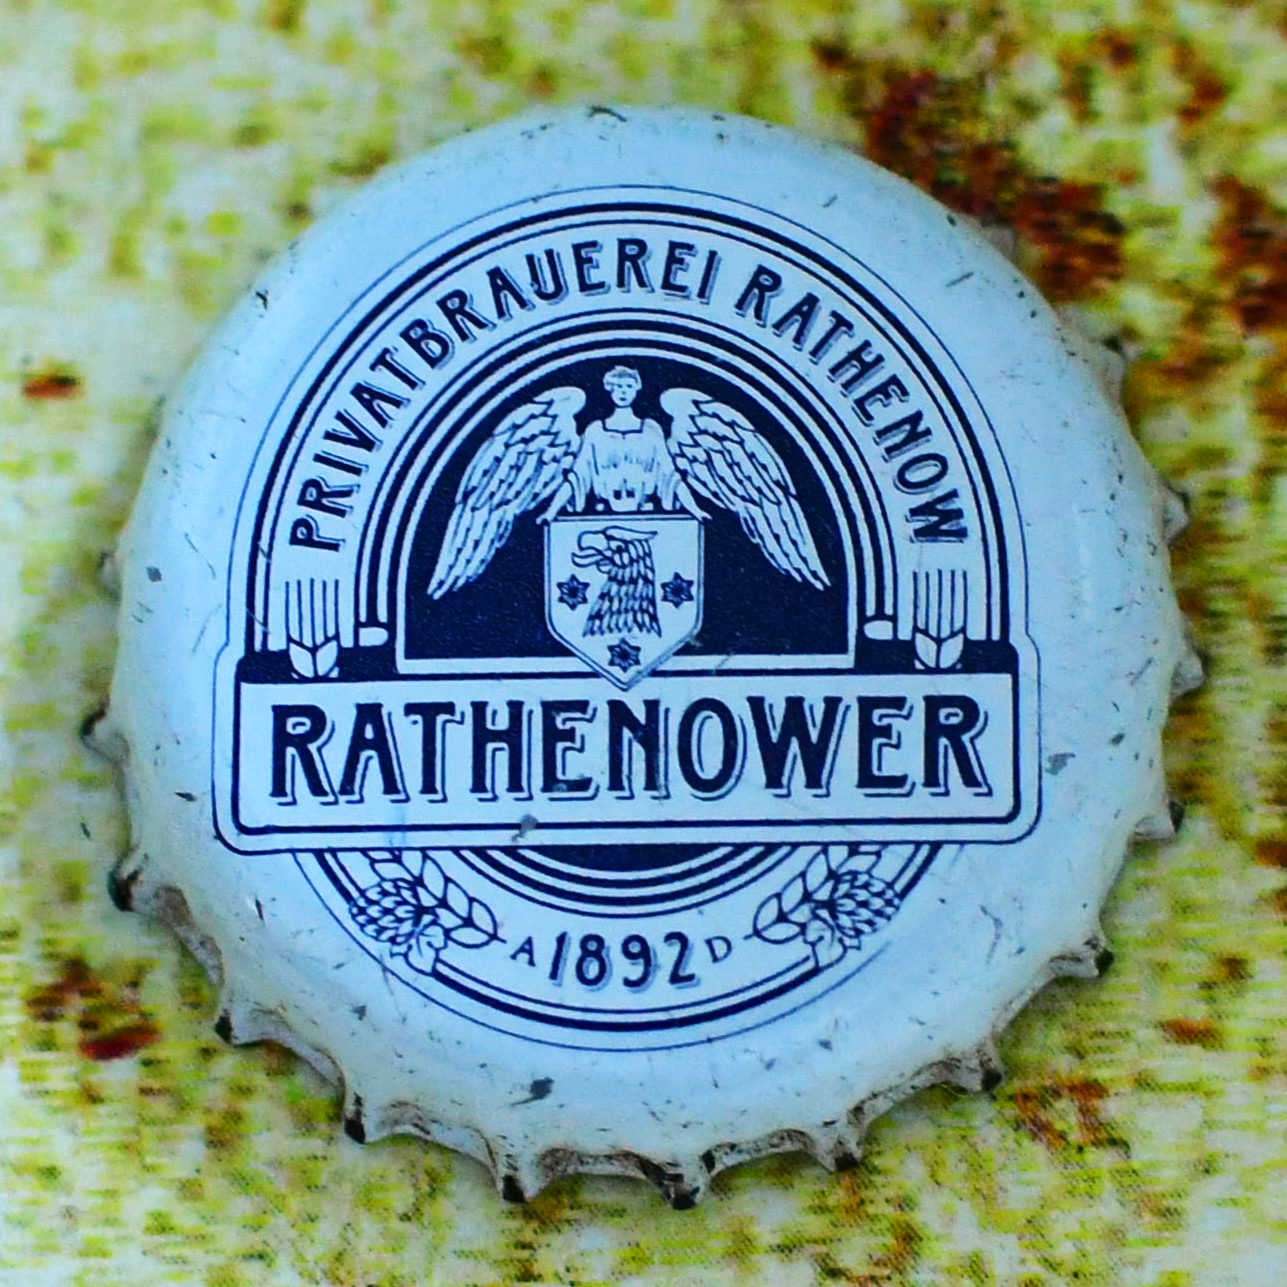 PRIVATBRAUEREI RATHENOW
RATHENOWER
A 1892 D